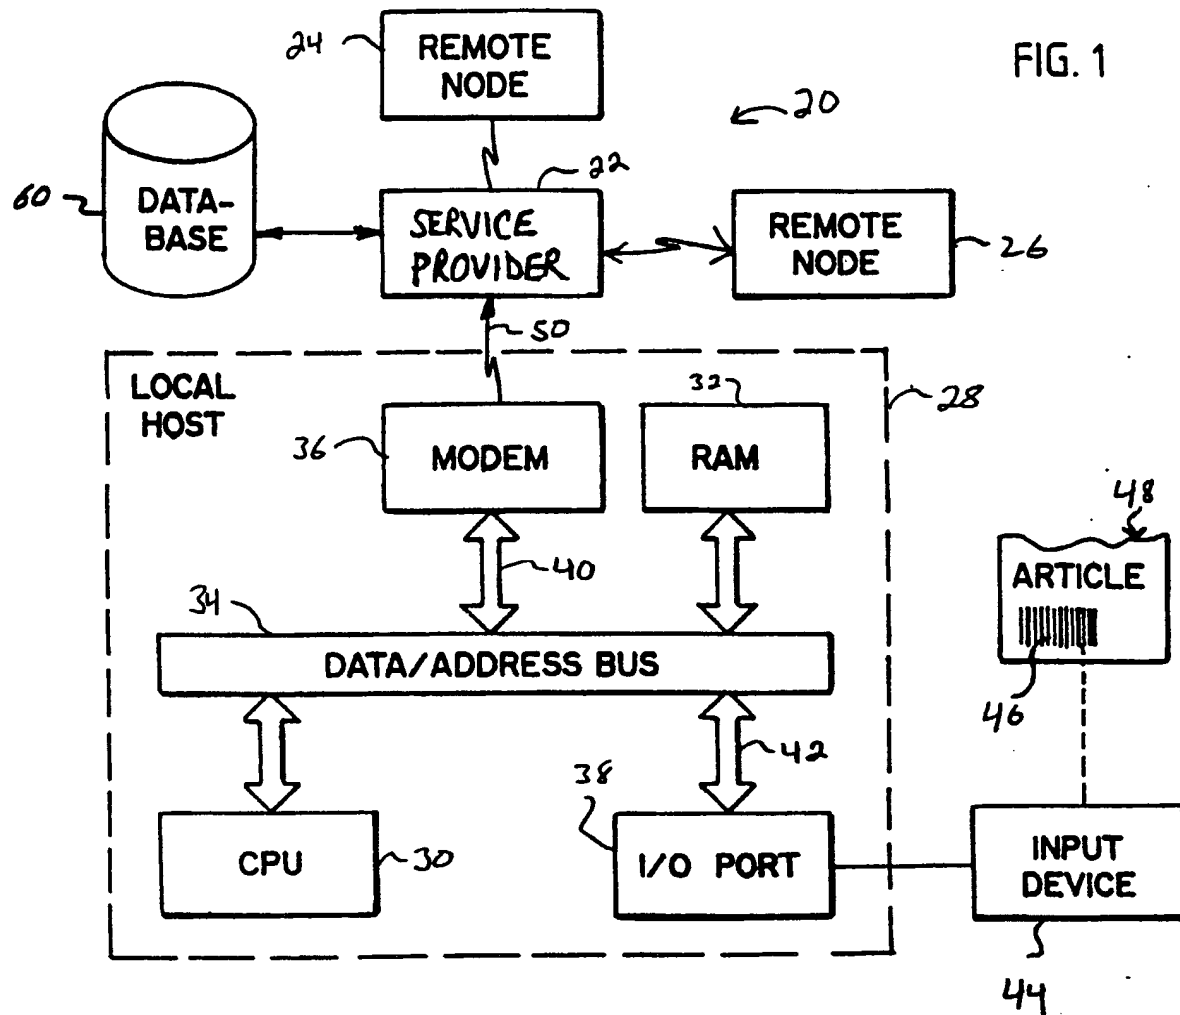 24
REMOTE
NODE
FIG. 1
20
60
DATA-
BASE
22
SERVICE
PROVIDER
REMOTE
NODE
26
50
LOCAL
HOST
28
36
MODEM
32
RAM
48
ARTICLE
46
40
34
DATA/ADDRESS BUS
42
38
CPU
30
I/O PORT
INPUT
DEVICE
44